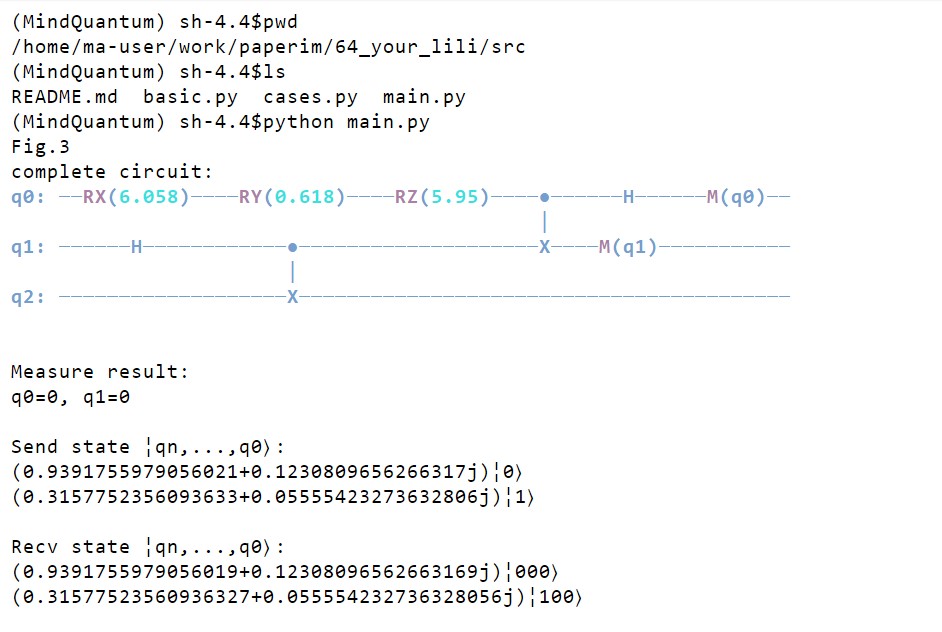 (MindQuantum) sh-4.4$pwd
/home/ma-user/work/paperim/64_your_lili/src
(MindQuantum) sh-4.4$ls
README.md  basic.py  cases.py  main.py
(MindQuantum) sh-4.4$python main.py
Fig.3
complete circuit:
q0: ──RX(6.058)────RY(0.618)────RZ(5.95)────●──────H──────M(q0)──
│
q1: ──────H────────────●────────────────────X────M(q1)───────────
│
q2: ───────────────────X─────────────────────────────────────────
Measure result:
q0=0, q1=0
Send state ¦qn,...,q0⟩:
(0.9391755979056021+0.1230809656266317j)¦0⟩
(0.3157752356093633+0.05555423273632806j)¦1⟩
Recv state ¦qn,...,q0⟩:
(0.9391755979056019+0.12308096562663169j)¦000⟩
(0.31577523560936327+0.055554232736328056j)¦100⟩